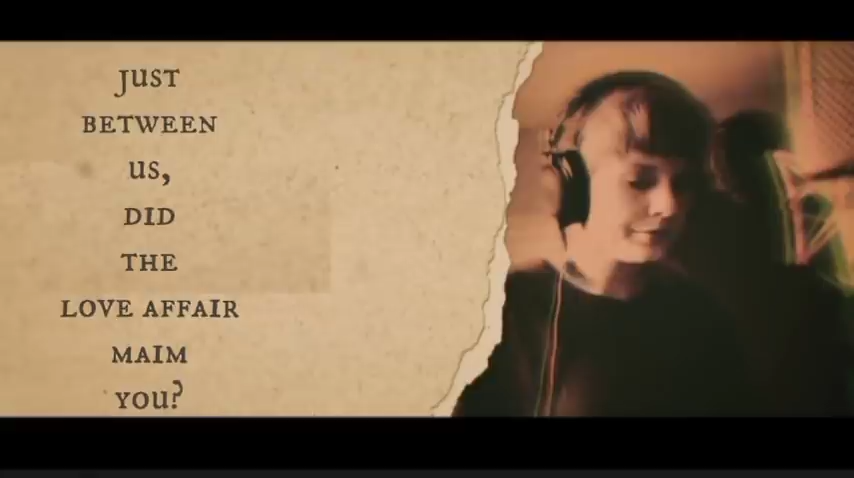 JUST
BETWEEN
US,
DID
THE
LOVE AFFAIR
MAIM
YOU?